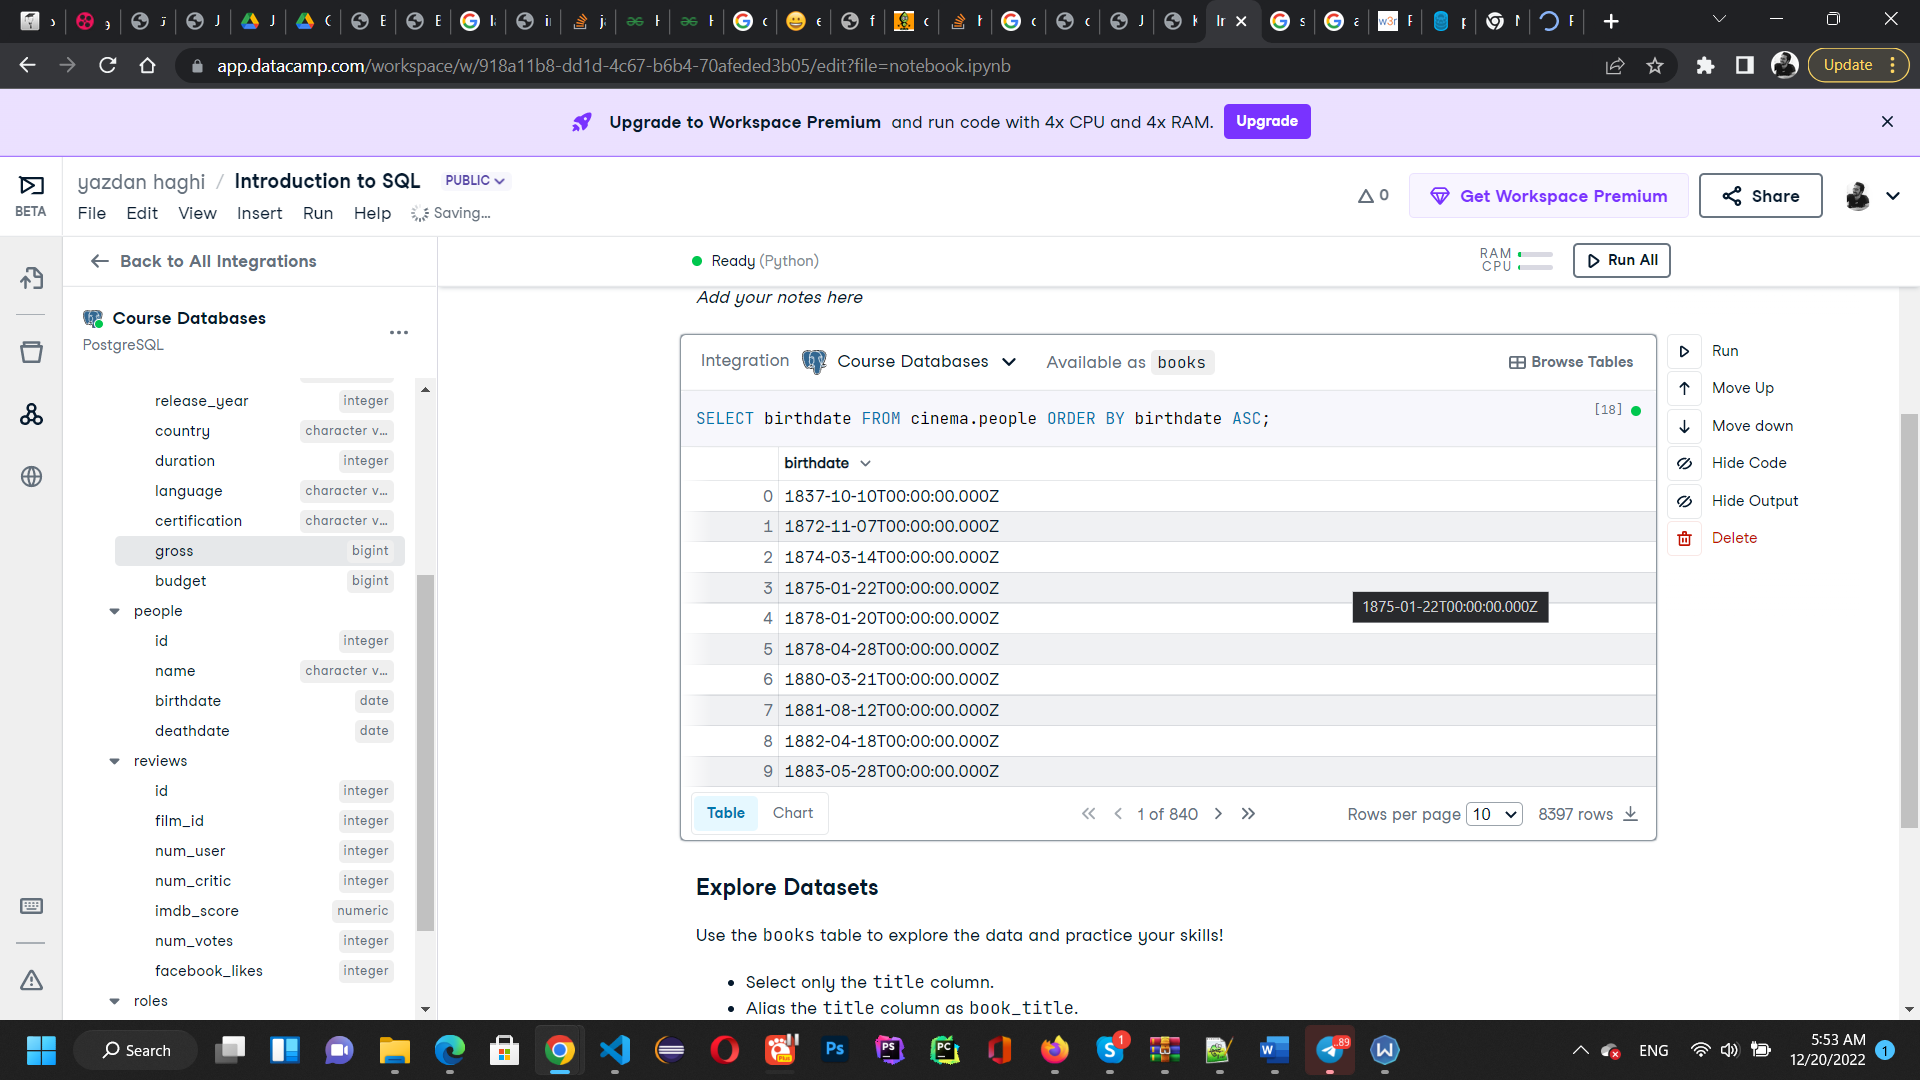 app.datacamp.com/workspace/w/918a11b8-dd1d-4c67-b6b4-70afeded3b05/edit?file=notebook.ipynb
Update
Upgrade to Workspace Premium and run code with 4x CPU and 4x RAM.
Upgrade
BETA
yazdan haghi / Introduction to SQL
PUBLIC
File Edit View Insert Run Help Saving...
0
Get Workspace Premium
Share
Back to All Integrations
Ready (Python)
RAM
CPU
Run All
Course Databases
PostgreSQL
release_year integer
country character v...
duration integer
language character v...
certification character v...
gross bigint
budget bigint
people
id integer
name character v...
birthdate date
deathdate date
reviews
id integer
film_id integer
num_user integer
num_critic integer
imdb_score numeric
num_votes integer
facebook_likes integer
roles
Add your notes here
Integration Course Databases Available as books Browse Tables
SELECT birthdate FROM cinema.people ORDER BY birthdate ASC;
[18]
birthdate
0 1837-10-10T00:00:00.000Z
1 1872-11-07T00:00:00.000Z
2 1874-03-14T00:00:00.000Z
3 1875-01-22T00:00:00.000Z
4 1878-01-20T00:00:00.000Z
5 1878-04-28T00:00:00.000Z
6 1880-03-21T00:00:00.000Z
7 1881-08-12T00:00:00.000Z
8 1882-04-18T00:00:00.000Z
9 1883-05-28T00:00:00.000Z
1875-01-22T00:00:00.000Z
Table Chart
1 of 840
Rows per page 10 8397 rows
Run
Move Up
Move down
Hide Code
Hide Output
Delete
Explore Datasets
Use the books table to explore the data and practice your skills!
• Select only the title column.
• Alias the title column as book_title.
Search
ENG
5:53 AM
12/20/2022
1